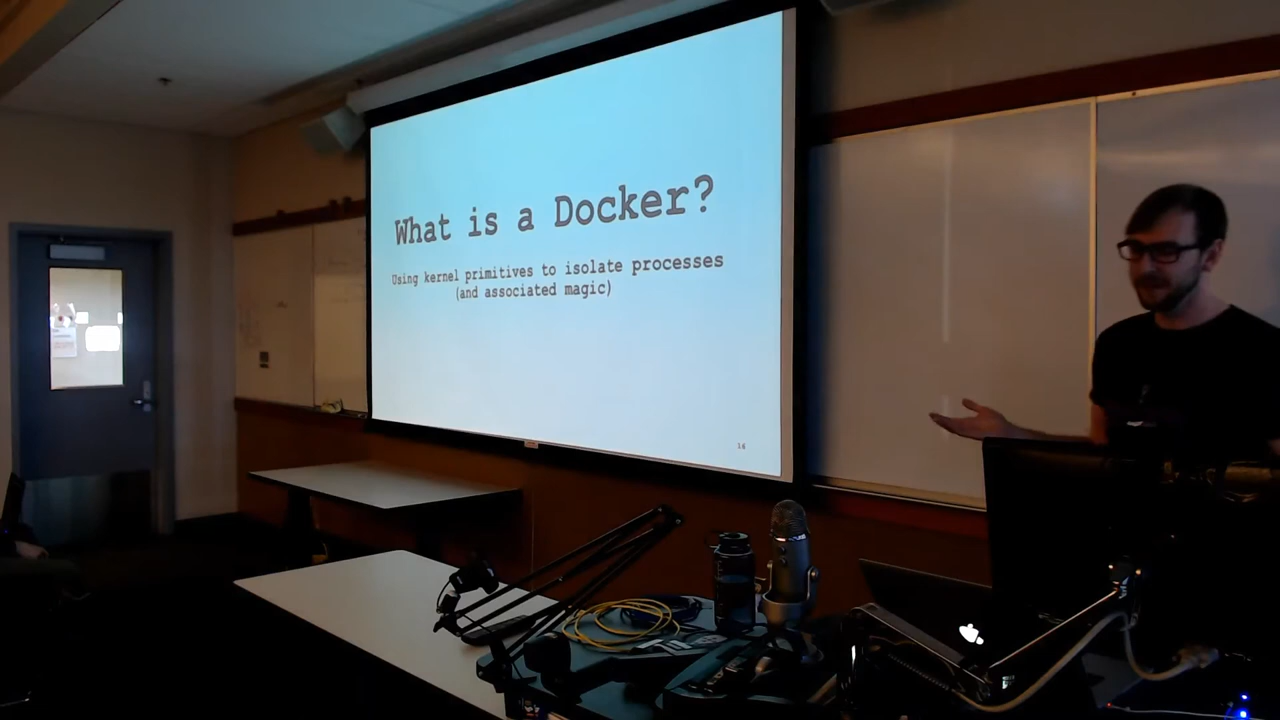 What is a Docker?
Using kernel primitives to isolate processes
(and associated magic)
14